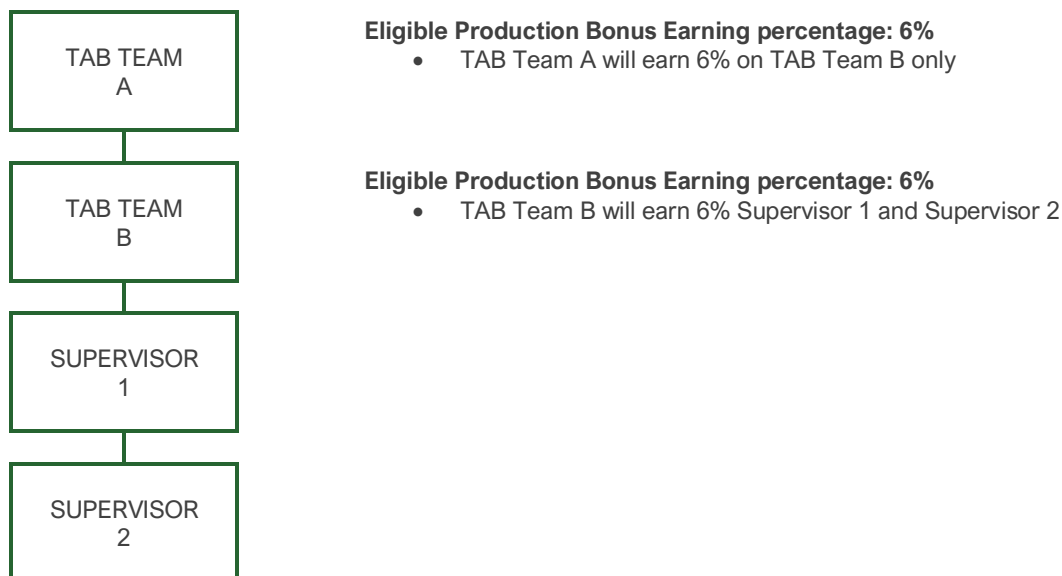 TAB TEAM
A
Eligible Production Bonus Earning percentage: 6%
• TAB Team A will earn 6% on TAB Team B only
TAB TEAM
B
Eligible Production Bonus Earning percentage: 6%
• TAB Team B will earn 6% Supervisor 1 and Supervisor 2
SUPERVISOR
1
SUPERVISOR
2